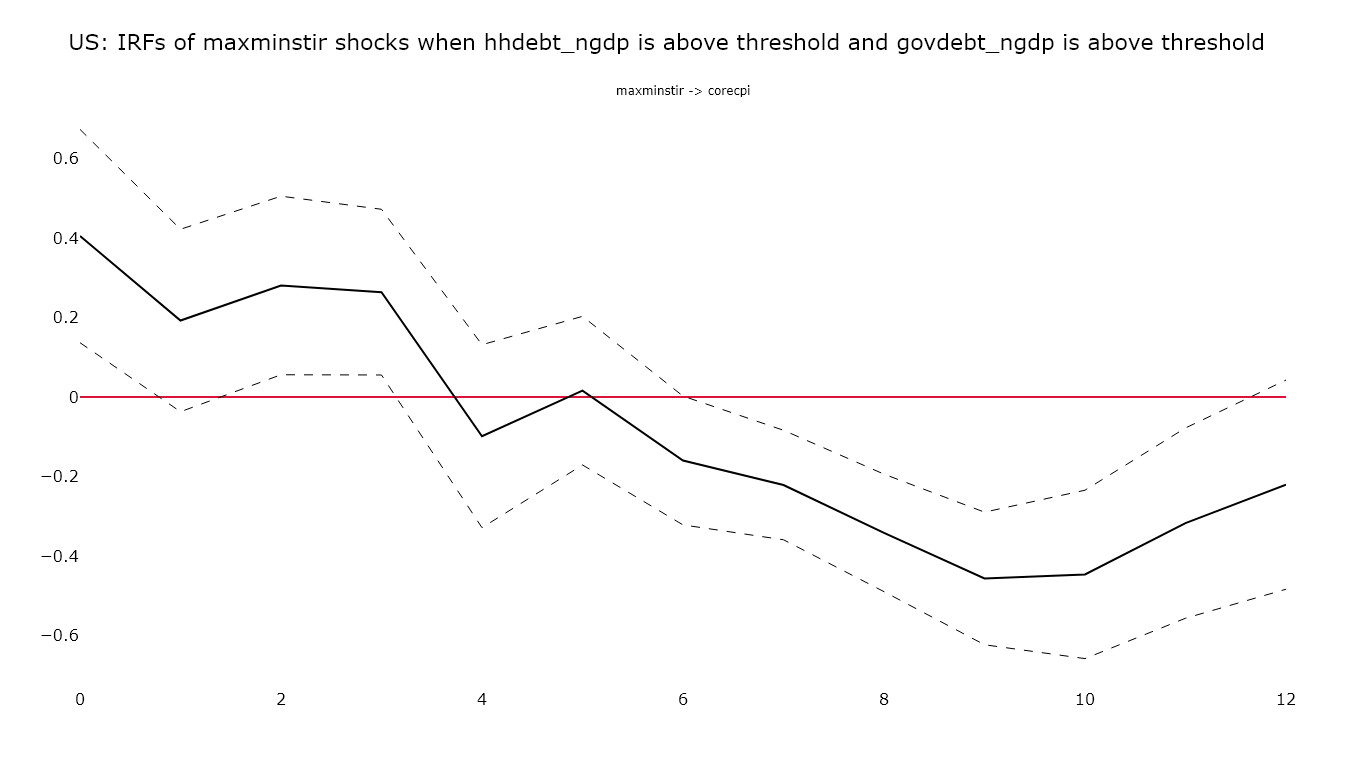 US: IRFs of maxminstir shocks when hhdebt_ngdp is above threshold and govdebt_ngdp is above threshold
maxminstir -> corecpi
0.6
0.4
0.2
0
−0.2
−0.4
−0.6
0 2 4 6 8 10 12